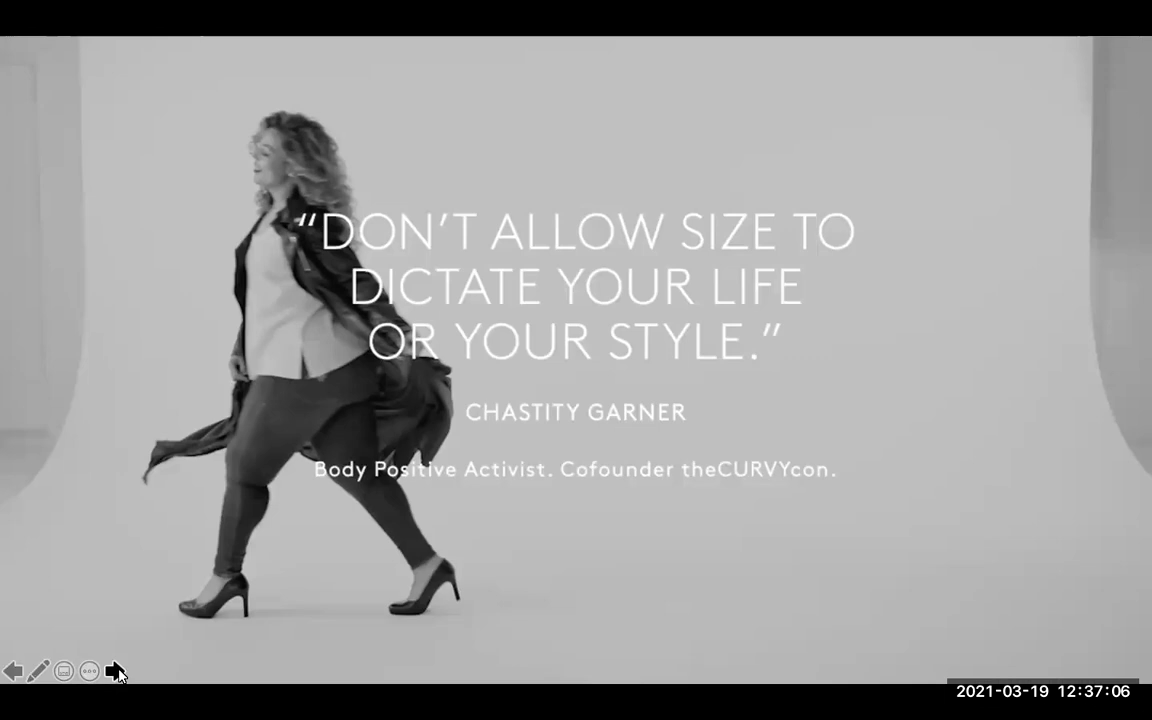 “DON’T ALLOW SIZE TO
DICTATE YOUR LIFE
OR YOUR STYLE.”
CHASTITY GARNER
Body Positive Activist. Cofounder theCURVYcon.
2021-03-19 12:37:06